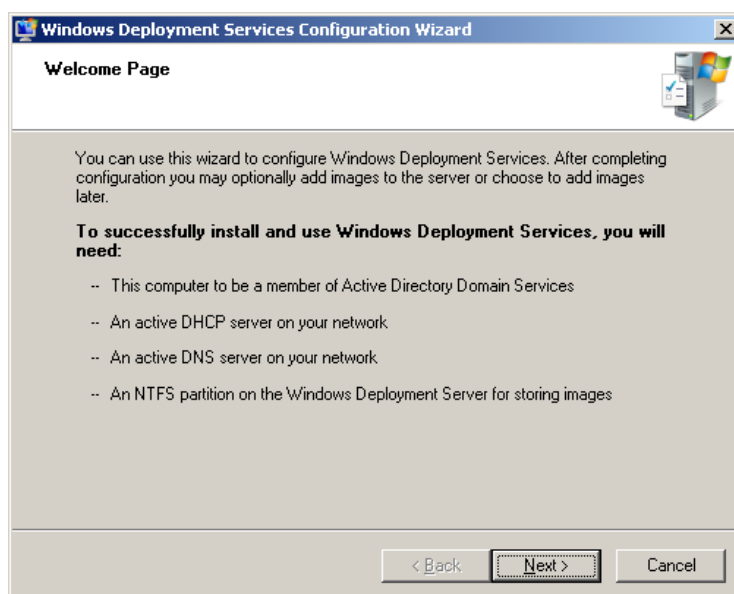 Windows Deployment Services Configuration Wizard
Welcome Page
You can use this wizard to configure Windows Deployment Services. After completing
configuration you may optionally add images to the server or choose to add images
later.
To successfully install and use Windows Deployment Services, you will
need:
-- This computer to be a member of Active Directory Domain Services
-- An active DHCP server on your network
-- An active DNS server on your network
-- An NTFS partition on the Windows Deployment Server for storing images
< Back Next > Cancel